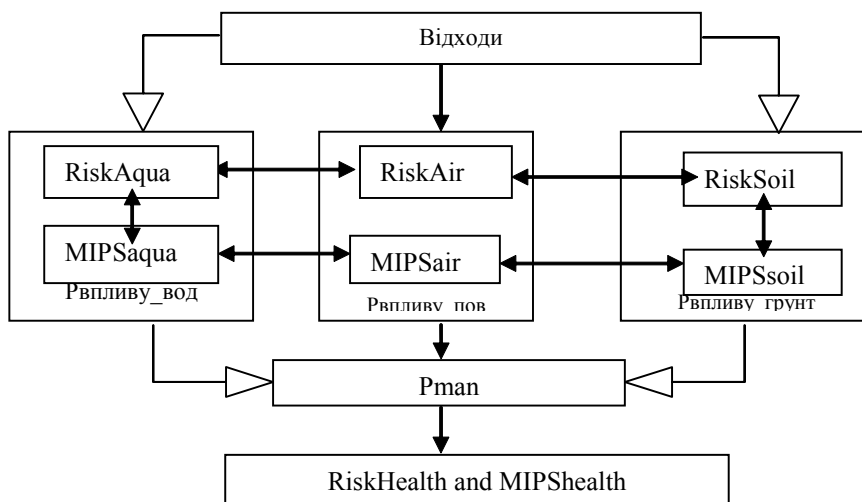 Відходи
RiskAqua
RiskAir
RiskSoil
MIPSaqua
MIPSair
MIPSsoil
Рвпливу_вод
Рвпливу_пов
Рвпливу_грунт
Pman
RiskHealth and MIPShealth